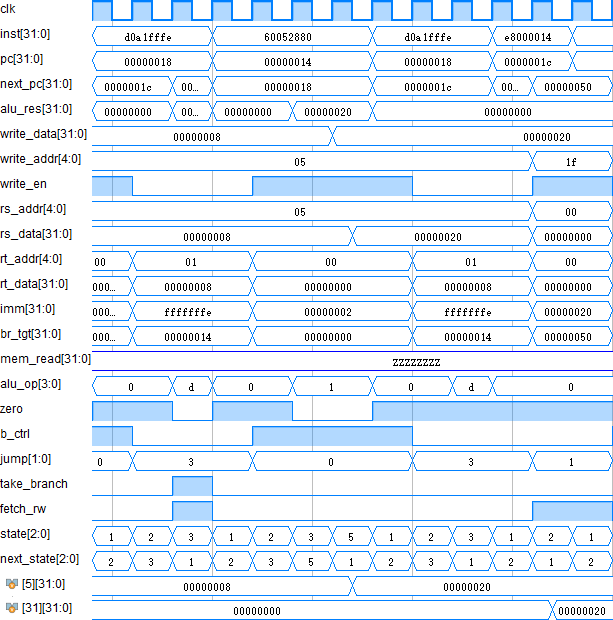 clk
inst[31:0] d0a1fffe 60052880 d0a1fffe e8000014
pc[31:0] 00000018 00000014 00000018 0000001c
next_pc[31:0] 0000001c 00... 00000018 0000001c 00... 00000050
alu_res[31:0] 00000000 00... 00000000 00000020 00000000
write_data[31:0] 00000008 00000020
write_addr[4:0] 05 1f
write_en
rs_addr[4:0] 05 00
rs_data[31:0] 00000008 00000020 00000000
rt_addr[4:0] 00 01 00 01 00
rt_data[31:0] 000... 00000008 00000000 00000008 00000000
imm[31:0] 000... fffffffe 00000002 fffffffe 00000020
br_tgt[31:0] 000... 00000014 00000000 00000014 00000050
mem_read[31:0] ZZZZZZZZ
alu_op[3:0] 0 d 0 1 0 d 0
zero
b_ctrl
jump[1:0] 0 3 0 3 1
take_branch
fetch_rw
state[2:0] 1 2 3 1 2 3 5 1 2 3 1 2 1
next_state[2:0] 2 3 1 2 3 5 1 2 3 1 2 1 2
[5][31:0] 00000008 00000020
[31][31:0] 00000000 00000020